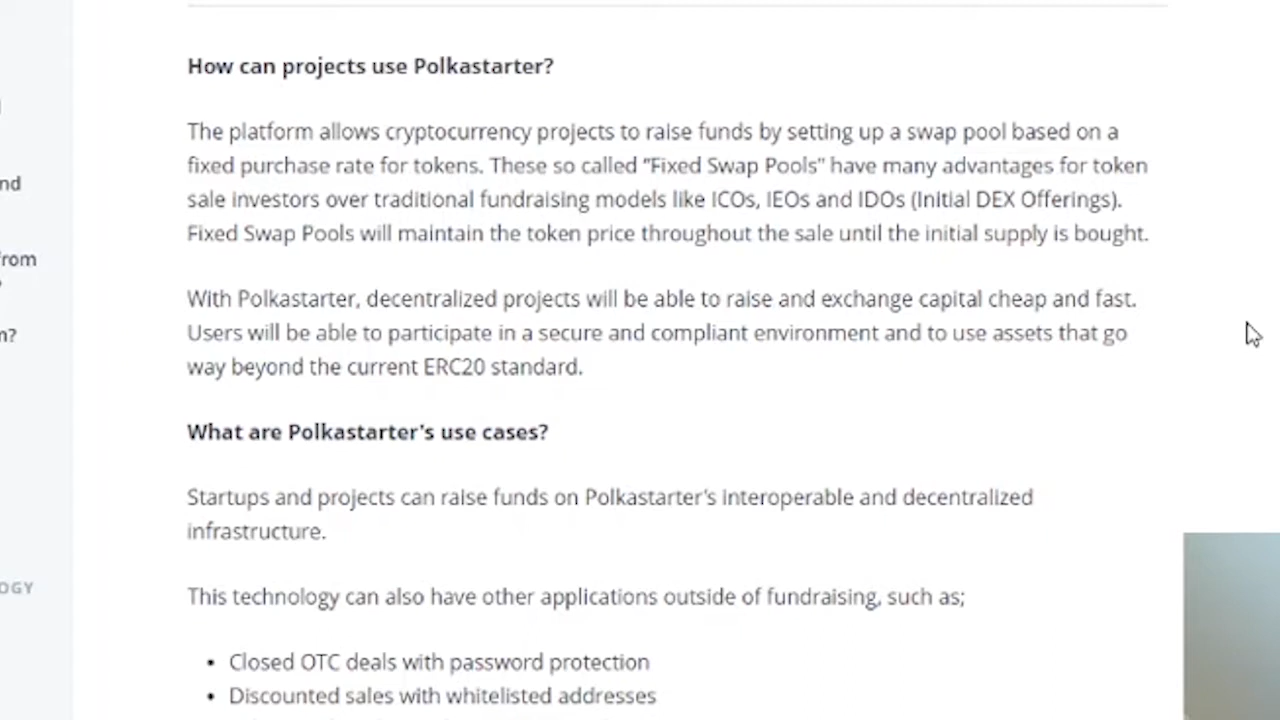 How can projects use Polkastarter?
The platform allows cryptocurrency projects to raise funds by setting up a swap pool based on a
fixed purchase rate for tokens. These so called “Fixed Swap Pools” have many advantages for token
sale investors over traditional fundraising models like ICOs, IEOs and IDOs (Initial DEX Offerings).
Fixed Swap Pools will maintain the token price throughout the sale until the initial supply is bought.
With Polkastarter, decentralized projects will be able to raise and exchange capital cheap and fast.
Users will be able to participate in a secure and compliant environment and to use assets that go
way beyond the current ERC20 standard.
What are Polkastarter’s use cases?
Startups and projects can raise funds on Polkastarter’s interoperable and decentralized
infrastructure.
This technology can also have other applications outside of fundraising, such as;
• Closed OTC deals with password protection
• Discounted sales with whitelisted addresses